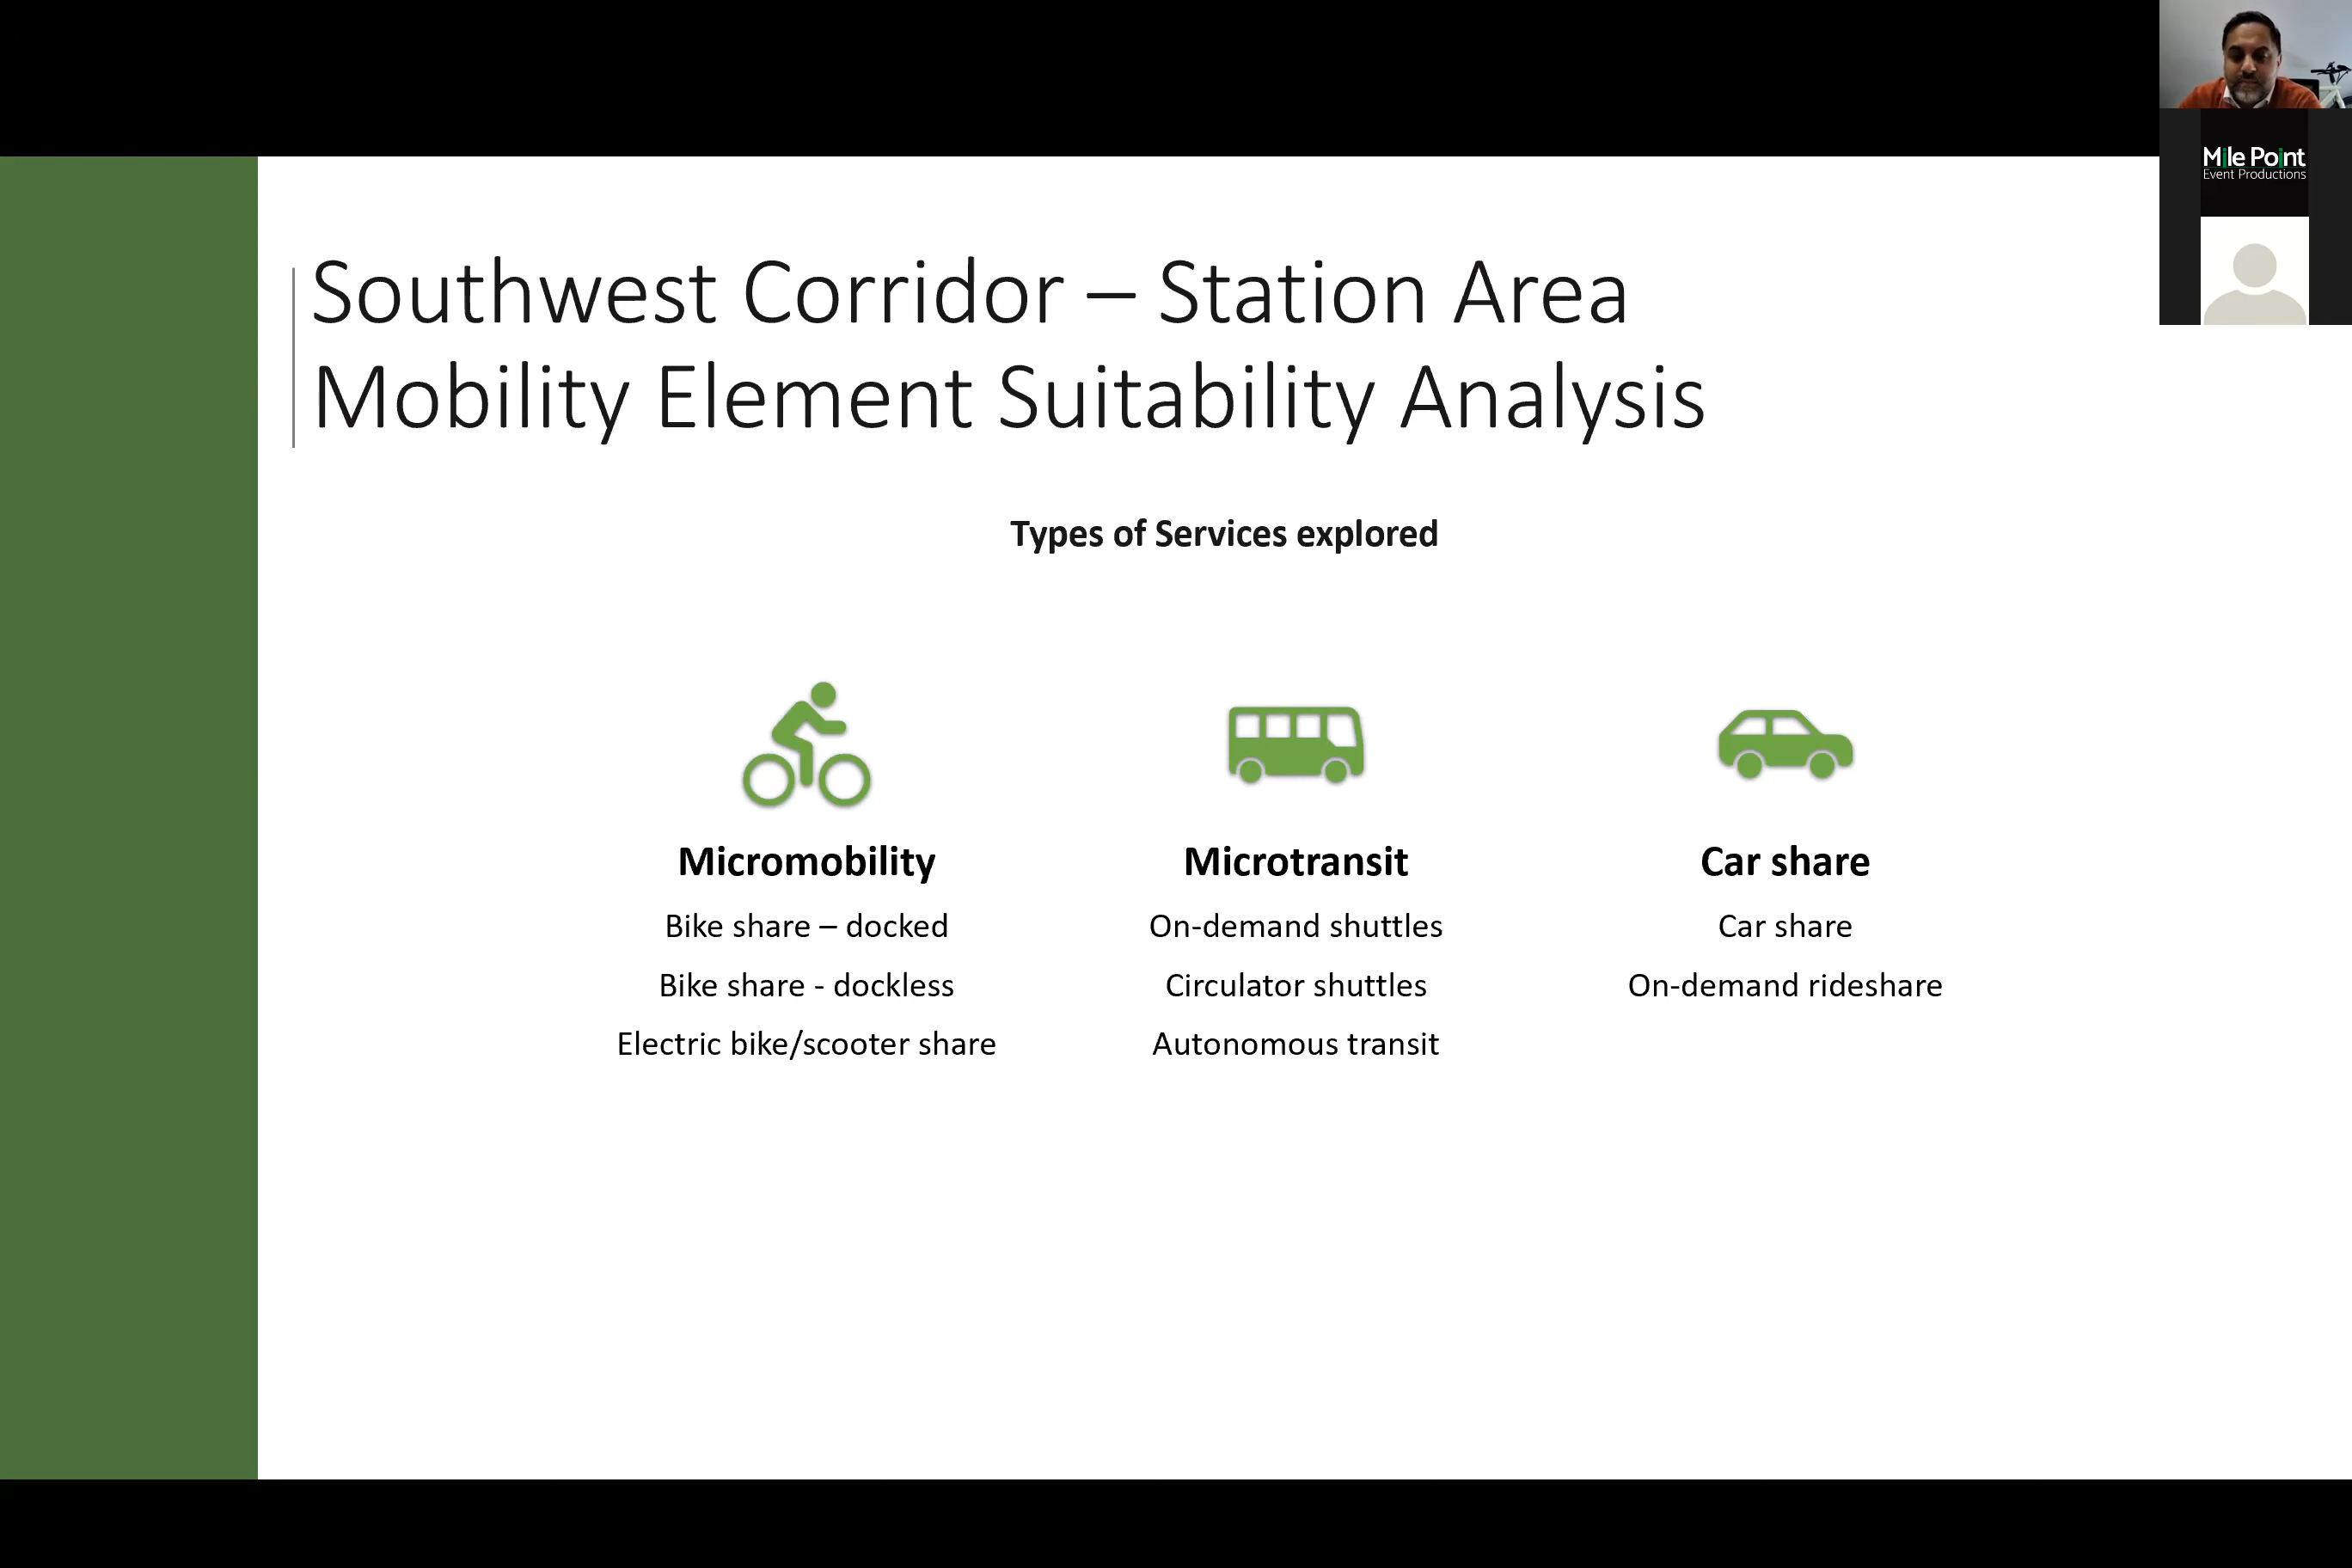 Mile Point
Event Productions
Southwest Corridor – Station Area
Mobility Element Suitability Analysis
Types of Services explored
Micromobility
Bike share – docked
Bike share - dockless
Electric bike/scooter share
Microtransit
On-demand shuttles
Circulator shuttles
Autonomous transit
Car share
Car share
On-demand rideshare